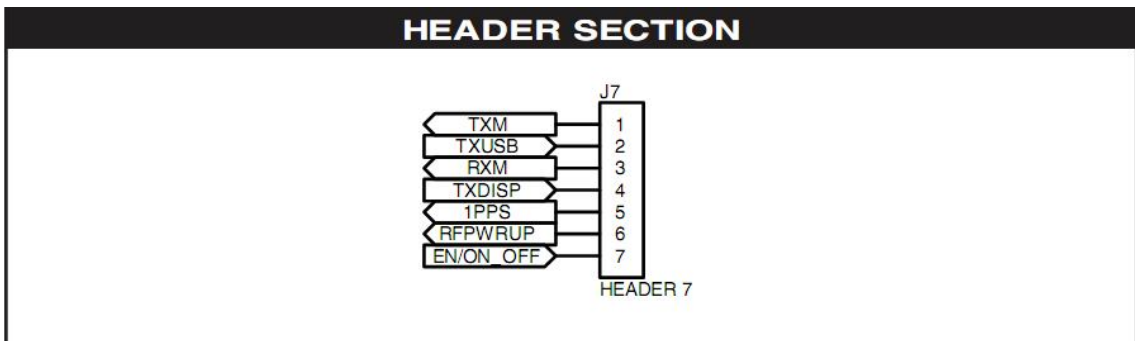 HEADER SECTION
J7
TXM 1
TXUSB 2
RXM 3
TXDISP 4
1PPS 5
RFPWRUP 6
EN/ON_OFF 7
HEADER 7